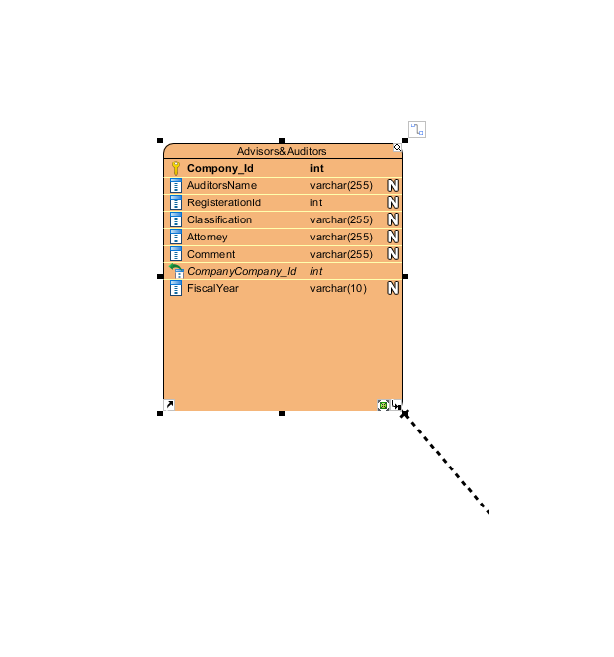 Advisors&Auditors
Company_Id int
AuditorsName varchar(255) N
RegisterationId int N
Classification varchar(255) N
Attorney varchar(255) N
Comment varchar(255) N
CompanyCompany_Id int
FiscalYear varchar(10) N